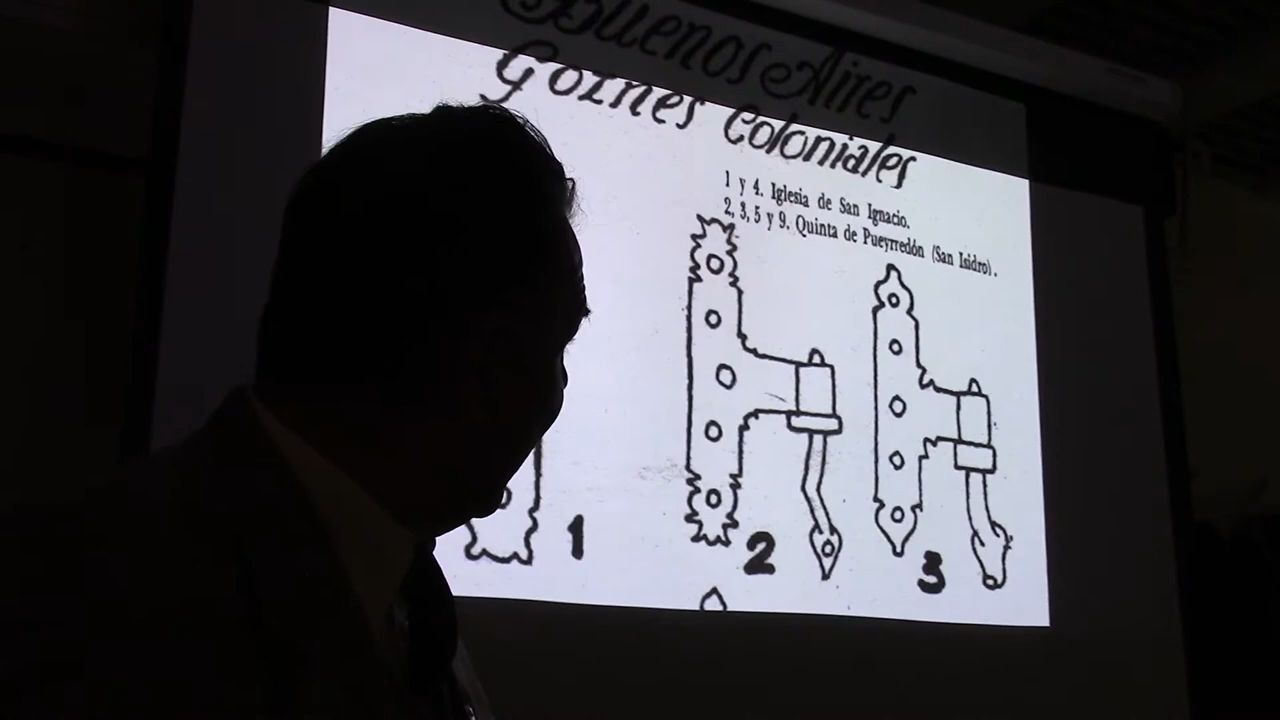 Buenos Aires
Goznes Coloniales
1 y 4. Iglesia de San Ignacio.
2, 3, 5 y 9. Quinta de Pueyrredón (San Isidro).
1
2
3